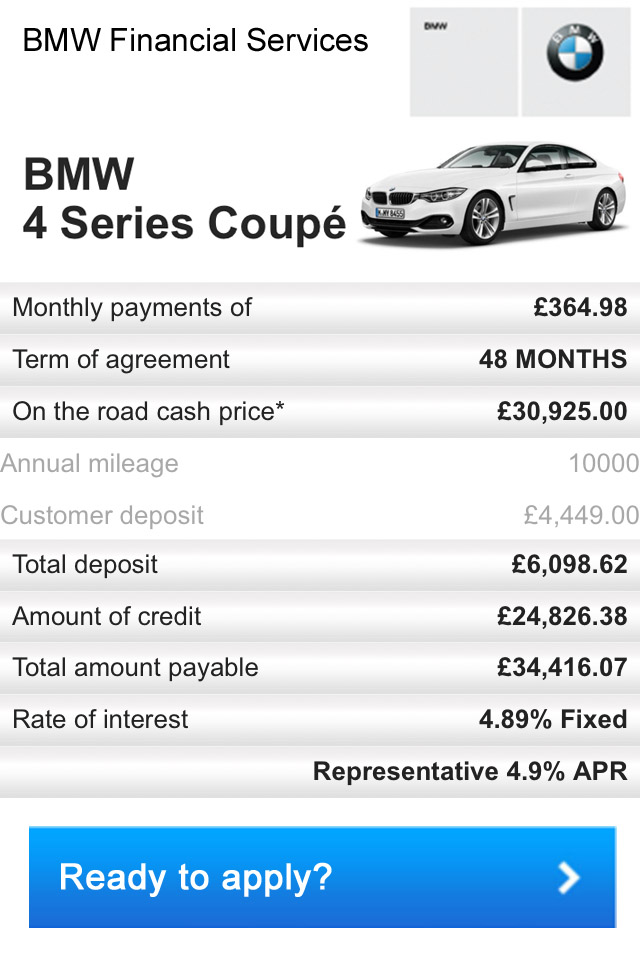 BMW Financial Services
BMW
BMW
BMW
4 Series Coupé
M·MY 8455
Monthly payments of £364.98
Term of agreement 48 MONTHS
On the road cash price* £30,925.00
Annual mileage 10000
Customer deposit £4,449.00
Total deposit £6,098.62
Amount of credit £24,826.38
Total amount payable £34,416.07
Rate of interest 4.89% Fixed
Representative 4.9% APR
Ready to apply?